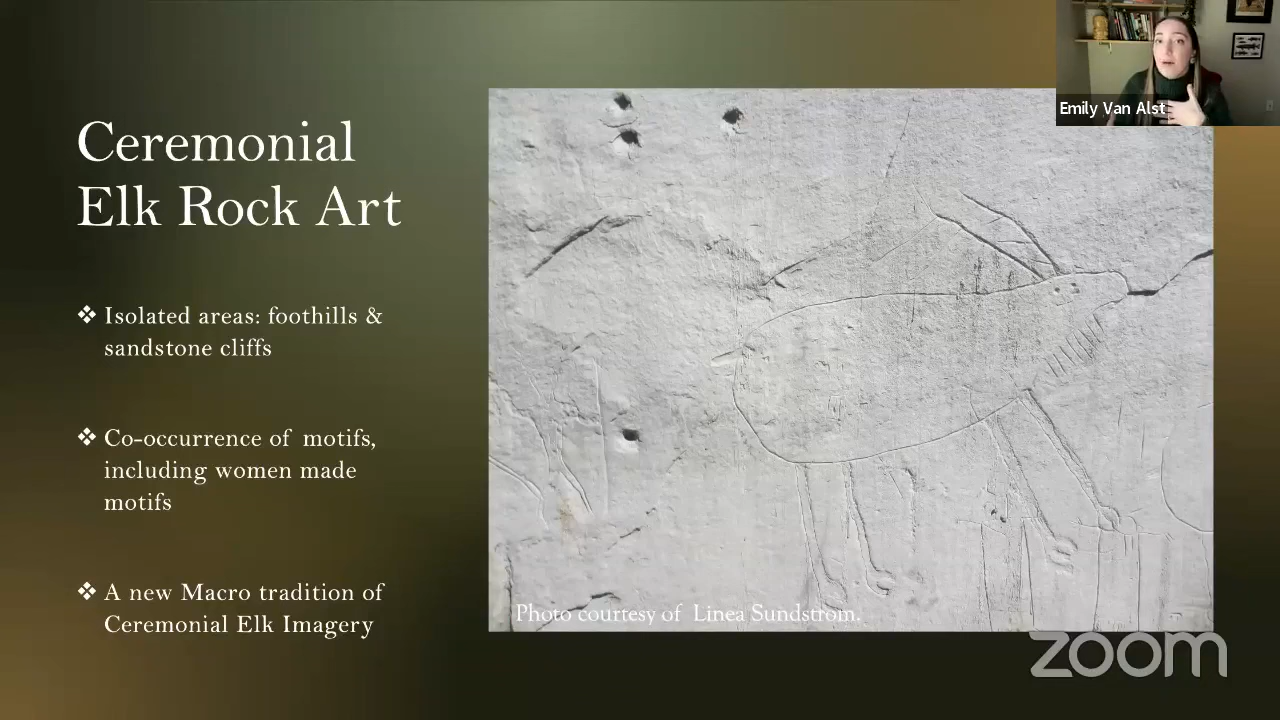 Emily Van Alst
Ceremonial
Elk Rock Art
❖ Isolated areas: foothills &
sandstone cliffs
❖ Co-occurrence of motifs,
including women made
motifs
❖ A new Macro tradition of
Ceremonial Elk Imagery
Photo courtesy of Linea Sundstrom.
zoom